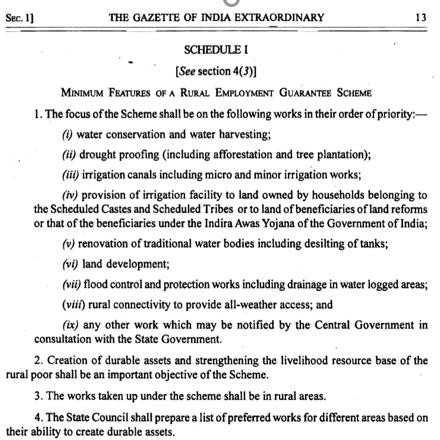 SEC. 1] THE GAZETTE OF INDIA EXTRAORDINARY 13
SCHEDULE I
[See section 4(3)]
MINIMUM FEATURES OF A RURAL EMPLOYMENT GUARANTEE SCHEME
1. The focus of the Scheme shall be on the following works in their order of priority:—
(i) water conservation and water harvesting;
(ii) drought proofing (including afforestation and tree plantation);
(iii) irrigation canals including micro and minor irrigation works;
(iv) provision of irrigation facility to land owned by households belonging to
the Scheduled Castes and Scheduled Tribes or to land of beneficiaries of land reforms
or that of the beneficiaries under the Indira Awas Yojana of the Government of India;
(v) renovation of traditional water bodies including desilting of tanks;
(vi) land development;
(vii) flood control and protection works including drainage in water logged areas;
(viii) rural connectivity to provide all-weather access; and
(ix) any other work which may be notified by the Central Government in
consultation with the State Government.
2. Creation of durable assets and strengthening the livelihood resource base of the
rural poor shall be an important objective of the Scheme.
3. The works taken up under the scheme shall be in rural areas.
4. The State Council shall prepare a list of preferred works for different areas based on
their ability to create durable assets.